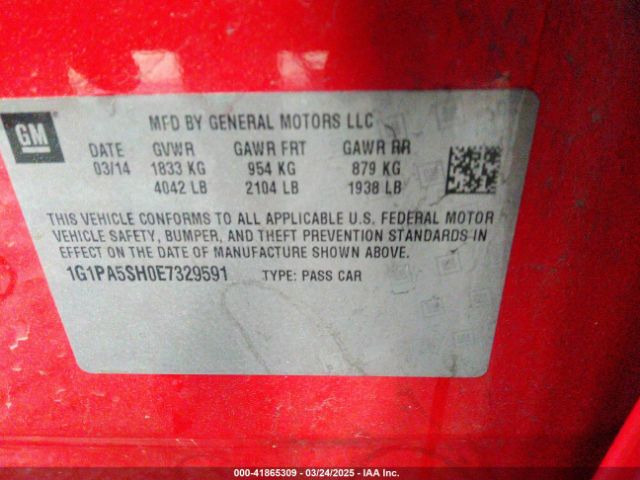 GM
MFD BY GENERAL MOTORS LLC
DATE GVWR GAWR FRT GAWR RR
03/14 1833 KG 954 KG 879 KG
4042 LB 2104 LB 1938 LB
THIS VEHICLE CONFORMS TO ALL APPLICABLE U.S. FEDERAL MOTOR
VEHICLE SAFETY, BUMPER, AND THEFT PREVENTION STANDARDS IN
EFFECT ON THE DATE OF MANUFACTURE SHOWN ABOVE.
1G1PA5SH0E7329591 TYPE: PASS CAR
000-41865309 | 03/24/2025 | IAA Inc.